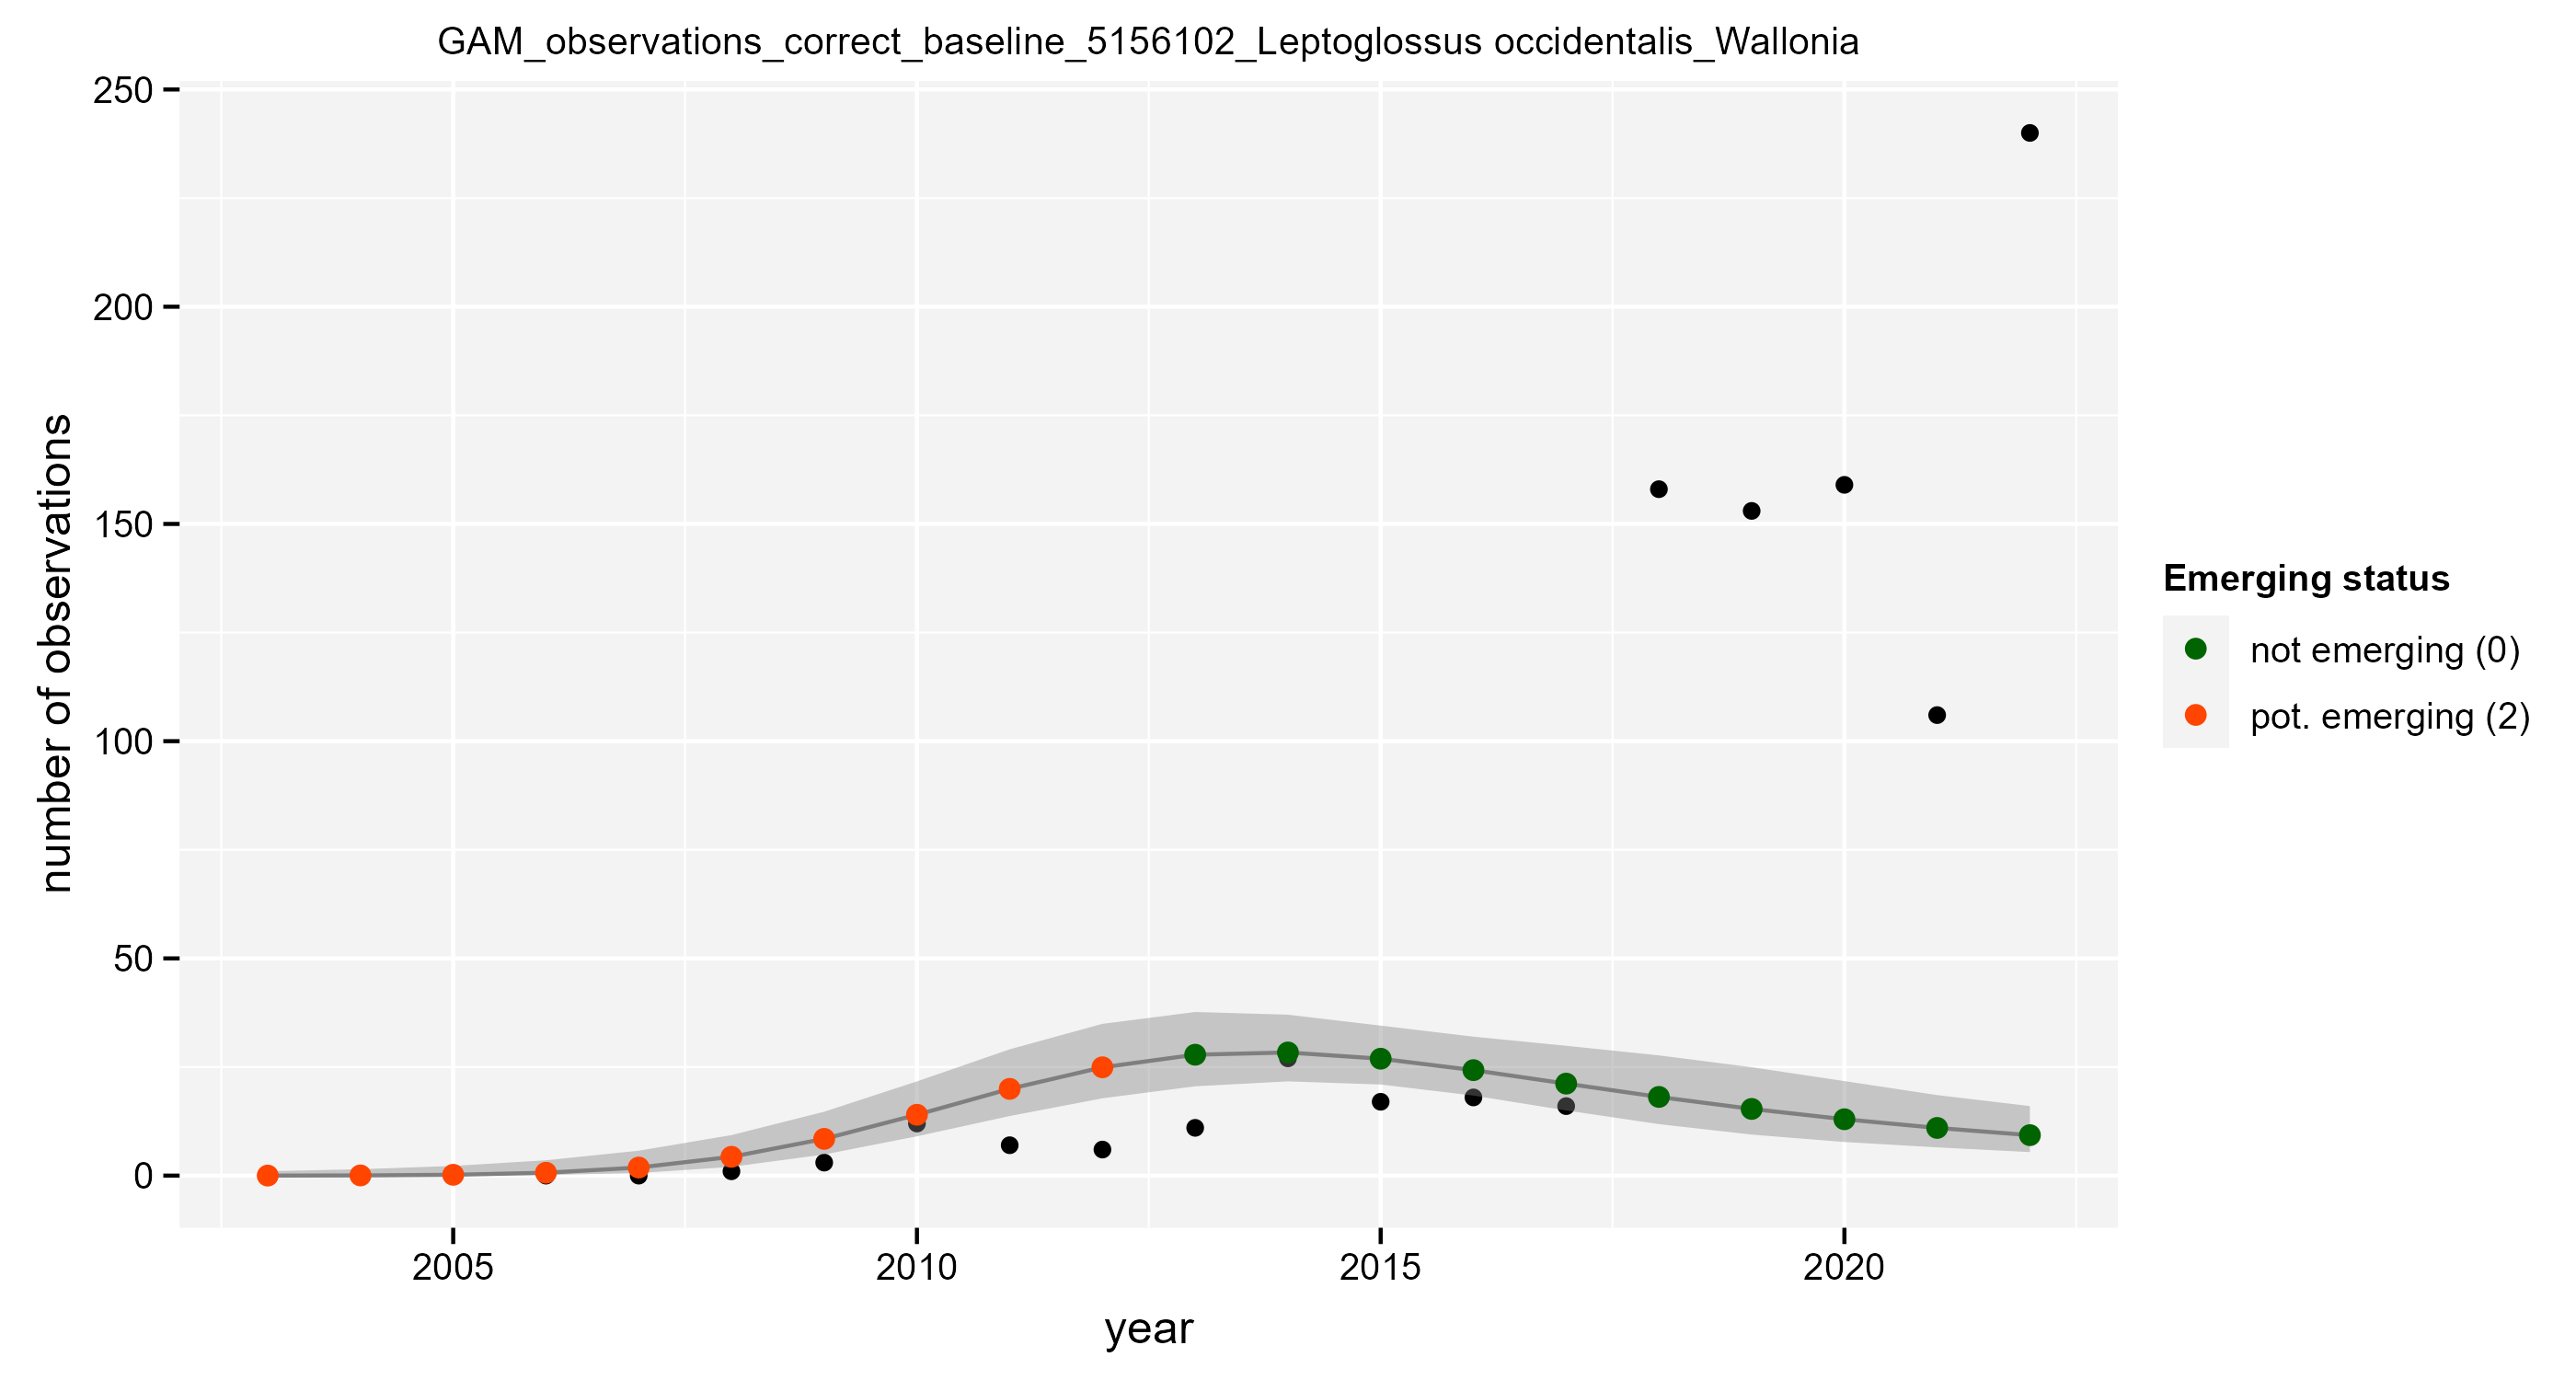 GAM_observations_correct_baseline_5156102_Leptoglossus occidentalis_Wallonia
250
200
150
100
50
0
number of observations
2005
2010
2015
2020
year
Emerging status
not emerging (0)
pot. emerging (2)